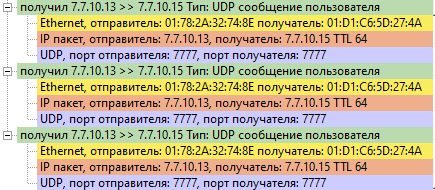 получил 7.7.10.13 >> 7.7.10.15 Тип: UDP сообщение пользователя
Ethernet, отправитель: 01:78:2A:32:74:8E получатель: 01:D1:C6:5D:27:4A
IP пакет, отправитель: 7.7.10.13, получатель: 7.7.10.15 TTL 64
UDP, порт отправителя: 7777, порт получателя: 7777
получил 7.7.10.13 >> 7.7.10.15 Тип: UDP сообщение пользователя
Ethernet, отправитель: 01:78:2A:32:74:8E получатель: 01:D1:C6:5D:27:4A
IP пакет, отправитель: 7.7.10.13, получатель: 7.7.10.15 TTL 64
UDP, порт отправителя: 7777, порт получателя: 7777
получил 7.7.10.13 >> 7.7.10.15 Тип: UDP сообщение пользователя
Ethernet, отправитель: 01:78:2A:32:74:8E получатель: 01:D1:C6:5D:27:4A
IP пакет, отправитель: 7.7.10.13, получатель: 7.7.10.15 TTL 64
UDP, порт отправителя: 7777, порт получателя: 7777